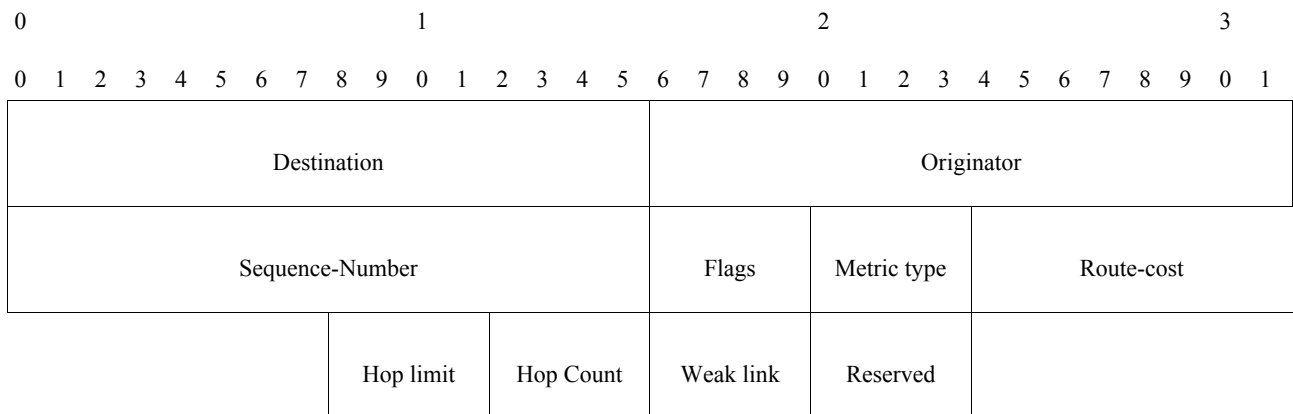 0 1 2 3
0 1 2 3 4 5 6 7 8 9 0 1 2 3 4 5 6 7 8 9 0 1 2 3 4 5 6 7 8 9 0 1
Destination Originator
Sequence-Number Flags Metric type Route-cost
Hop limit Hop Count Weak link Reserved